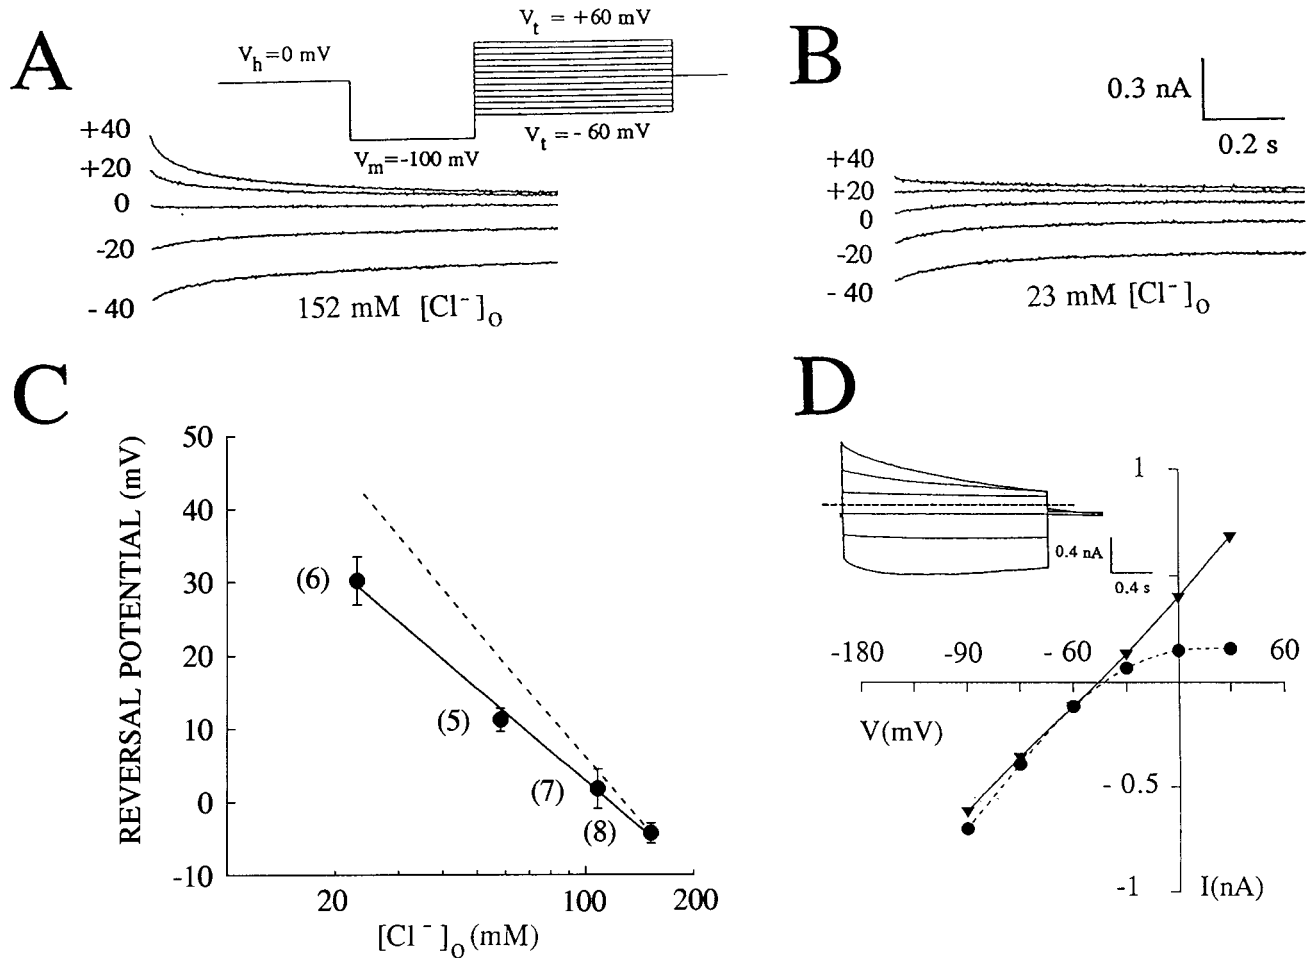 A
V_h=0 mV
V_t = +60 mV
V_m=-100 mV
V_t=- 60 mV
+40
+20
0
-20
- 40
152 mM [Cl⁻]_o
B
0.3 nA
0.2 s
+40
+20
0
-20
- 40
23 mM [Cl⁻]_o
C
REVERSAL POTENTIAL (mV)
50
40
30
20
10
0
-10
(6)
(5)
(7)
(8)
20
100
200
[Cl⁻]_o (mM)
D
1
0.4 nA
0.4 s
-180
-90
- 60
60
V(mV)
- 0.5
-1
I(nA)